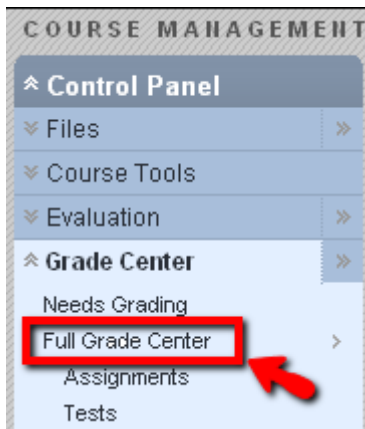 COURSE MANAGEMENT
Control Panel
Files
Course Tools
Evaluation
Grade Center
Needs Grading
Full Grade Center
Assignments
Tests